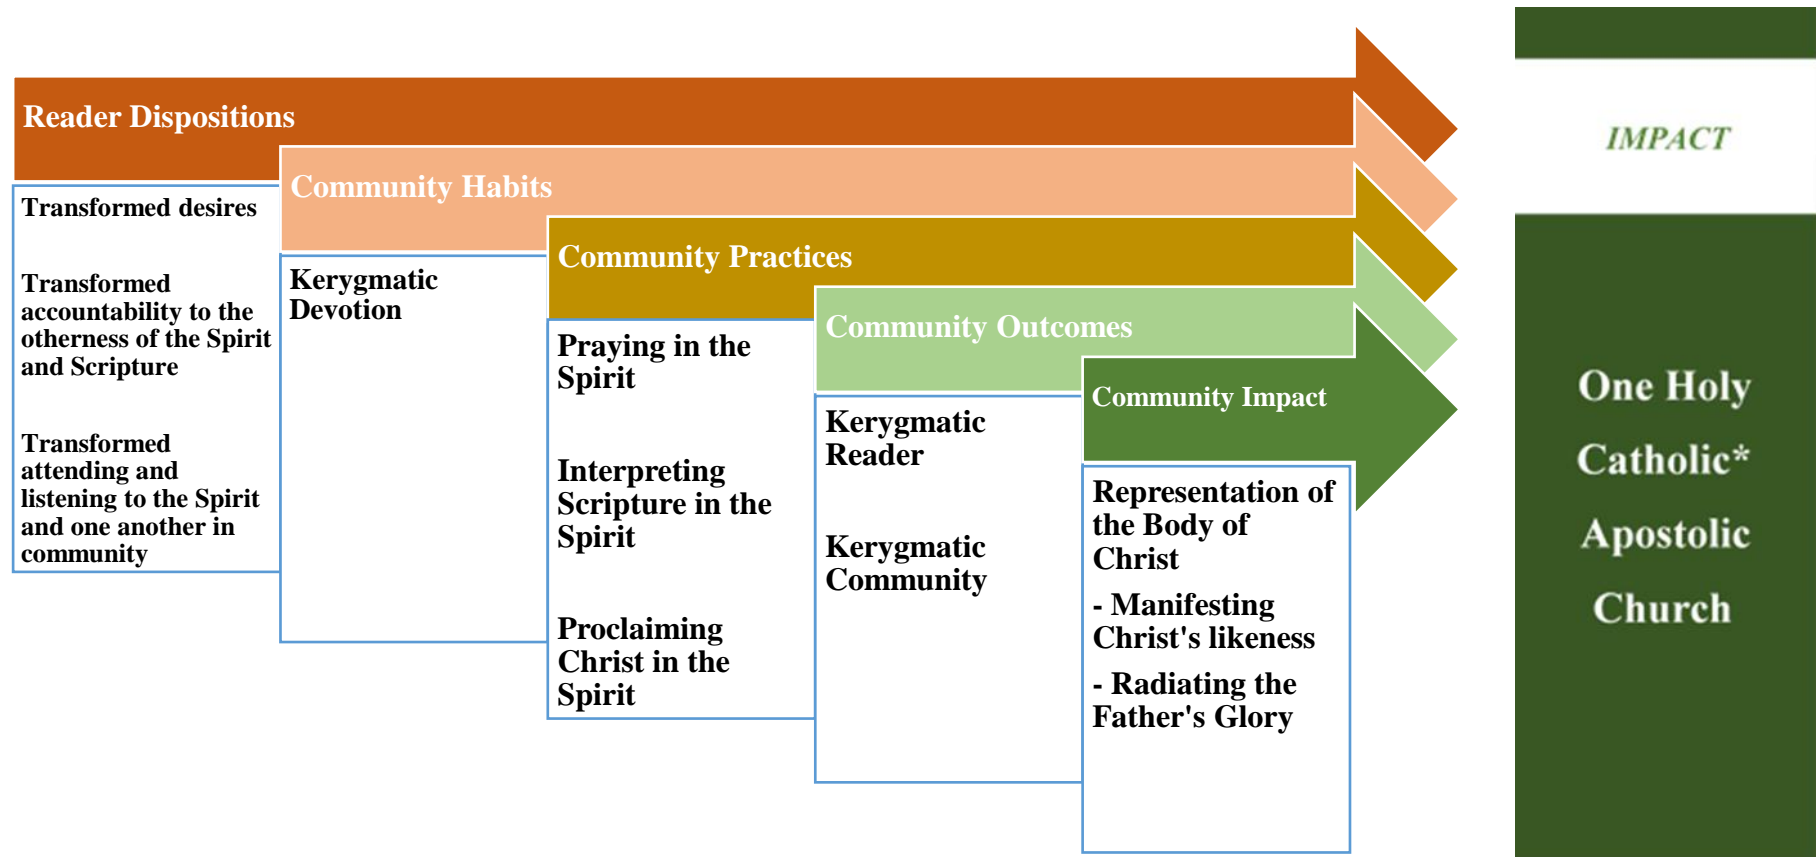 Reader Dispositions
Transformed desires
Transformed
accountability to the
otherness of the Spirit
and Scripture
Transformed
attending and
listening to the Spirit
and one another in
community
Community Habits
Kerygmatic
Devotion
Community Practices
Praying in the
Spirit
Interpreting
Scripture in the
Spirit
Proclaiming
Christ in the
Spirit
Community Outcomes
Kerygmatic
Reader
Kerygmatic
Community
Community Impact
Representation of
the Body of
Christ
- Manifesting
Christ's likeness
- Radiating the
Father's Glory
IMPACT
One Holy
Catholic*
Apostolic
Church